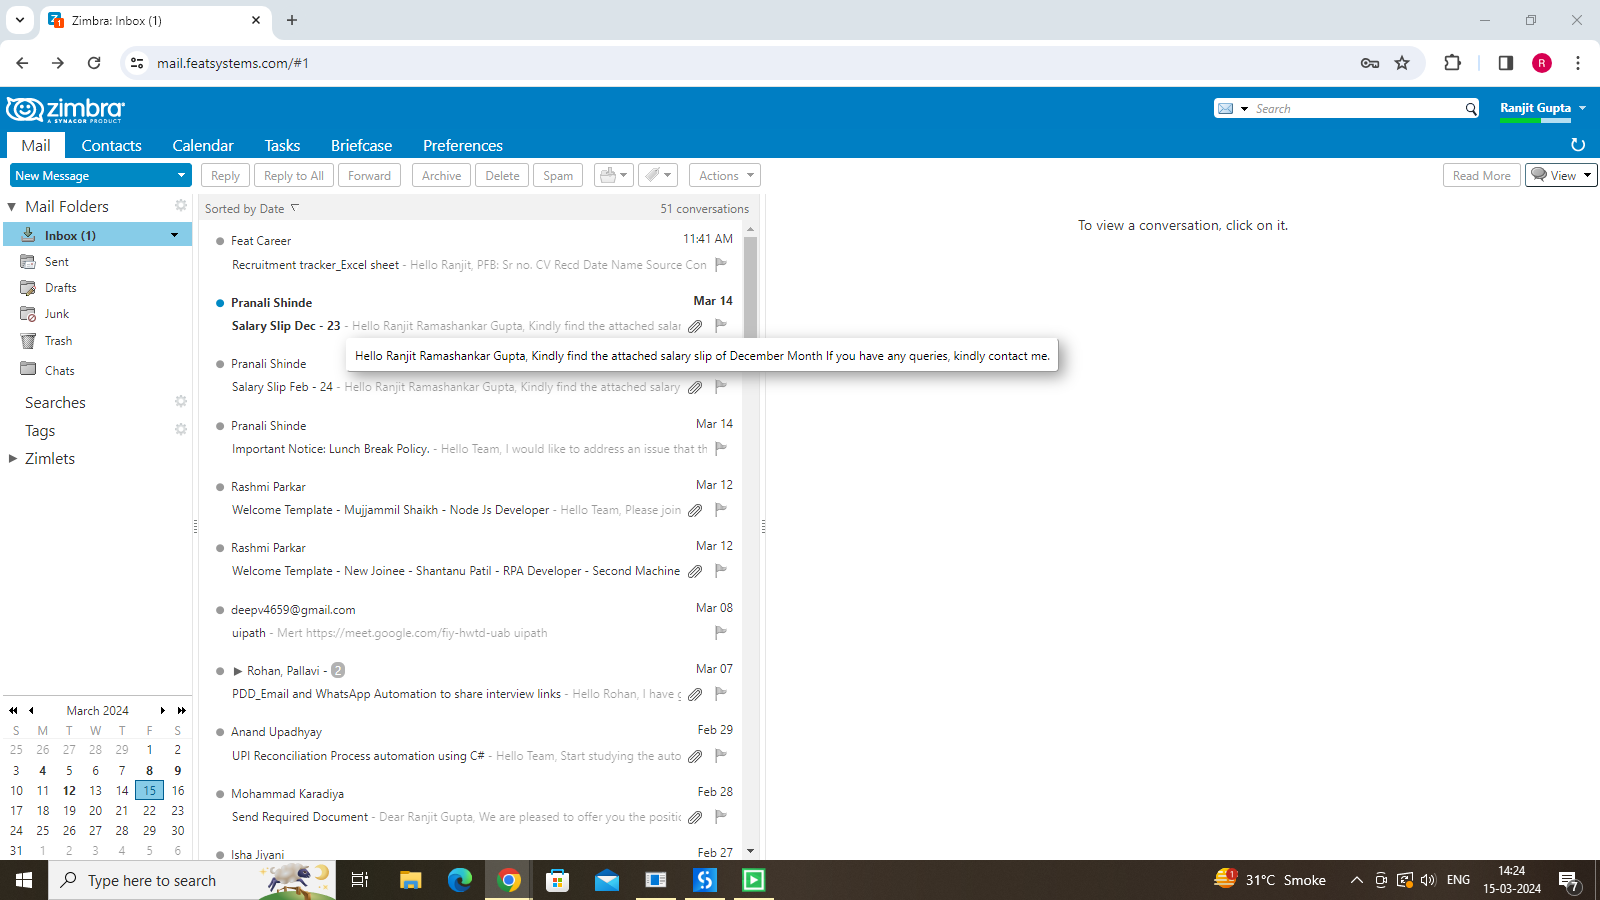 Zimbra: Inbox (1)
mail.featsystems.com/#1
R
zimbra
A SYNACOR PRODUCT
Search
Ranjit Gupta
Mail Contacts Calendar Tasks Briefcase Preferences
New Message Reply Reply to All Forward Archive Delete Spam Actions Read More View
Mail Folders
Inbox (1)
Sent
Drafts
Junk
Trash
Chats
Searches
Tags
Zimlets
Sorted by Date 51 conversations
Feat Career 11:41 AM
Recruitment tracker_Excel sheet - Hello Ranjit, PFB: Sr no. CV Recd Date Name Source Con
Pranali Shinde Mar 14
Salary Slip Dec - 23 - Hello Ranjit Ramashankar Gupta, Kindly find the attached salar
Hello Ranjit Ramashankar Gupta, Kindly find the attached salary slip of December Month If you have any queries, kindly contact me.
Pranali Shinde
Salary Slip Feb - 24 - Hello Ranjit Ramashankar Gupta, Kindly find the attached salary
Pranali Shinde Mar 14
Important Notice: Lunch Break Policy. - Hello Team, I would like to address an issue that th
Rashmi Parkar Mar 12
Welcome Template - Mujjammil Shaikh - Node Js Developer - Hello Team, Please join
Rashmi Parkar Mar 12
Welcome Template - New Joinee - Shantanu Patil - RPA Developer - Second Machine
deepv4659@gmail.com Mar 08
uipath - Mert https://meet.google.com/fiy-hwtd-uab uipath
Rohan, Pallavi - 2 Mar 07
PDD_Email and WhatsApp Automation to share interview links - Hello Rohan, I have g
Anand Upadhyay Feb 29
UPI Reconciliation Process automation using C# - Hello Team, Start studying the auto
Mohammad Karadiya Feb 28
Send Required Document - Dear Ranjit Gupta, We are pleased to offer you the positic
Isha Jiyani Feb 27
To view a conversation, click on it.
March 2024
S M T W T F S
25 26 27 28 29 1 2
3 4 5 6 7 8 9
10 11 12 13 14 15 16
17 18 19 20 21 22 23
24 25 26 27 28 29 30
31 1 2 3 4 5 6
Type here to search
1
31°C Smoke
ENG
14:24
15-03-2024
7